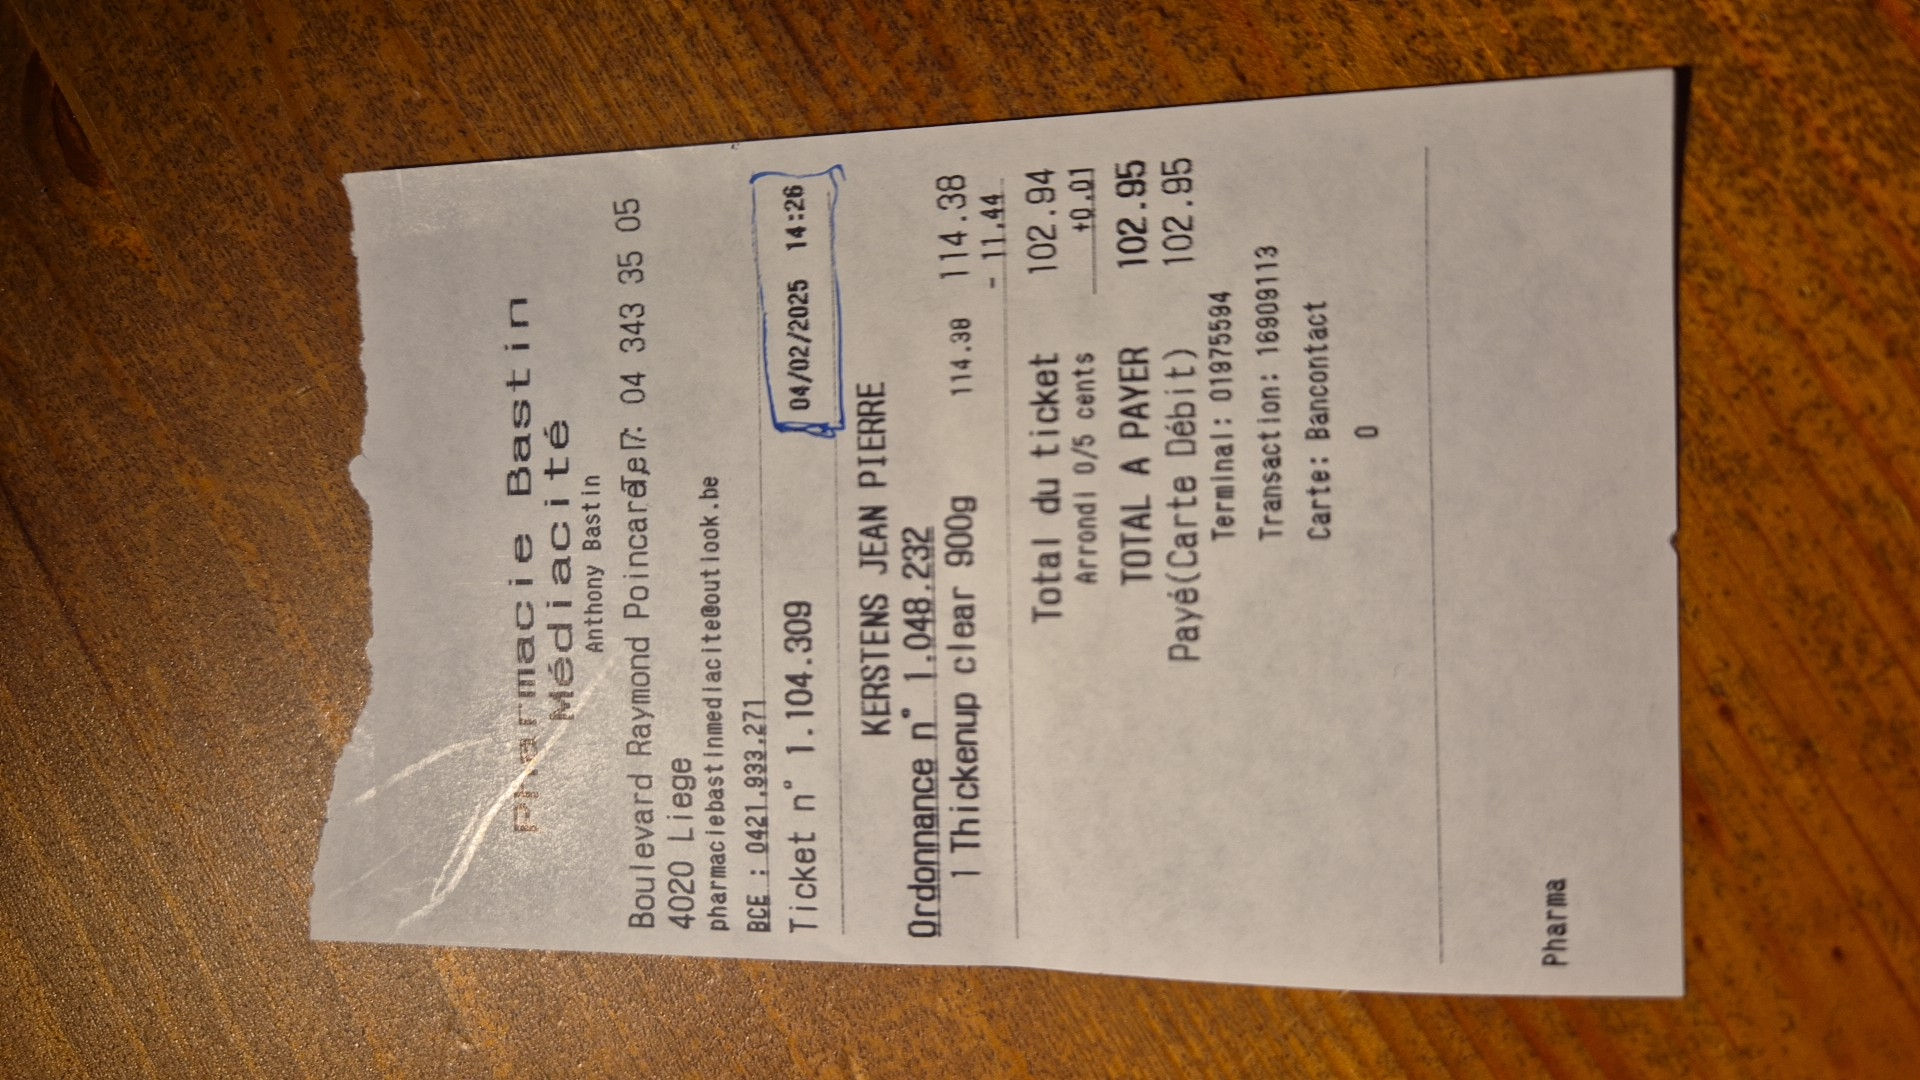 Pharmacie Bastin
Médiacité
Anthony Bastin
Boulevard Raymond Poincaré, 7 Tel: 04 343 35 05
4020 Liege
pharmaciebastinmediacite@outlook.be
BCE : 0421.933.271
Ticket n° 1.104.309 04/02/2025 14:26
KERSTENS JEAN PIERRE
Ordonnance n° 1.048.232
1 Thickenup clear 900g 114.38 114.38
- 11.44
Total du ticket 102.94
Arrondi 0/5 cents +0.01
TOTAL A PAYER 102.95
Payé(Carte Débit) 102.95
Terminal: 01975594
Transaction: 16909113
Carte: Bancontact
0
Pharma